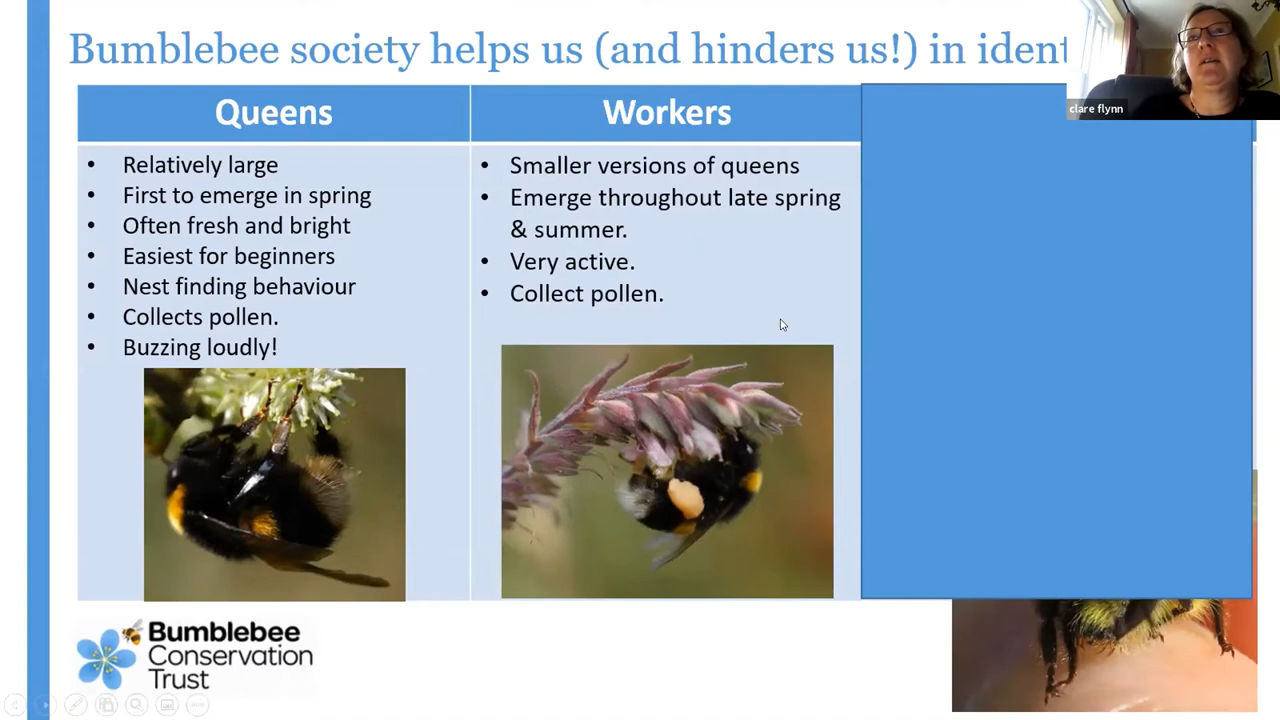 Bumblebee society helps us (and hinders us!) in ident
clare flynn
Queens
• Relatively large
• First to emerge in spring
• Often fresh and bright
• Easiest for beginners
• Nest finding behaviour
• Collects pollen.
• Buzzing loudly!
Workers
• Smaller versions of queens
• Emerge throughout late spring
& summer.
• Very active.
• Collect pollen.
Bumblebee
Conservation
Trust